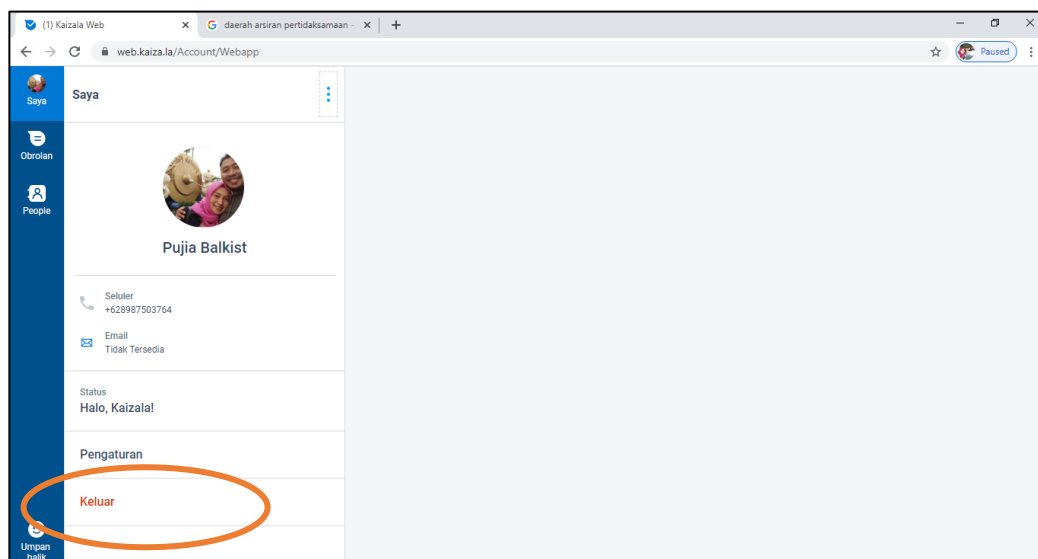 (1) Kaizala Web
daerah arsiran pertidaksamaan -
web.kaiza.la/Account/Webapp
Paused
Saya
Saya
Obrolan
People
Pujia Balkist
Seluler
+628987503764
Email
Tidak Tersedia
Status
Halo, Kaizala!
Pengaturan
Keluar
Umpan
balik